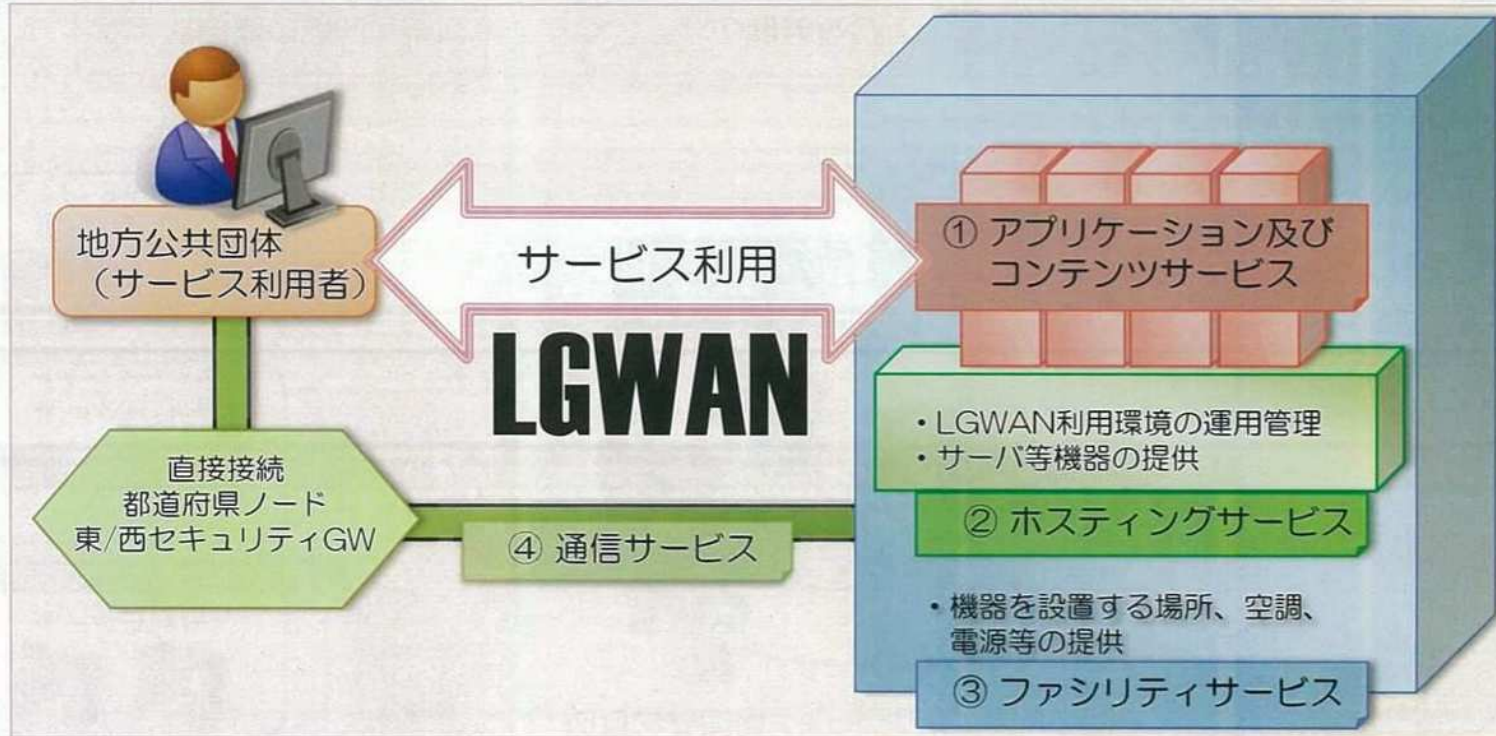 地方公共団体
（サービス利用者）
サービス利用
LGWAN
直接接続
都道府県ノード
東/西セキュリティGW
④ 通信サービス
① アプリケーション及び
コンテンツサービス
・LGWAN利用環境の運用管理
・サーバ等機器の提供
② ホスティングサービス
・機器を設置する場所、空調、
電源等の提供
③ ファシリティサービス